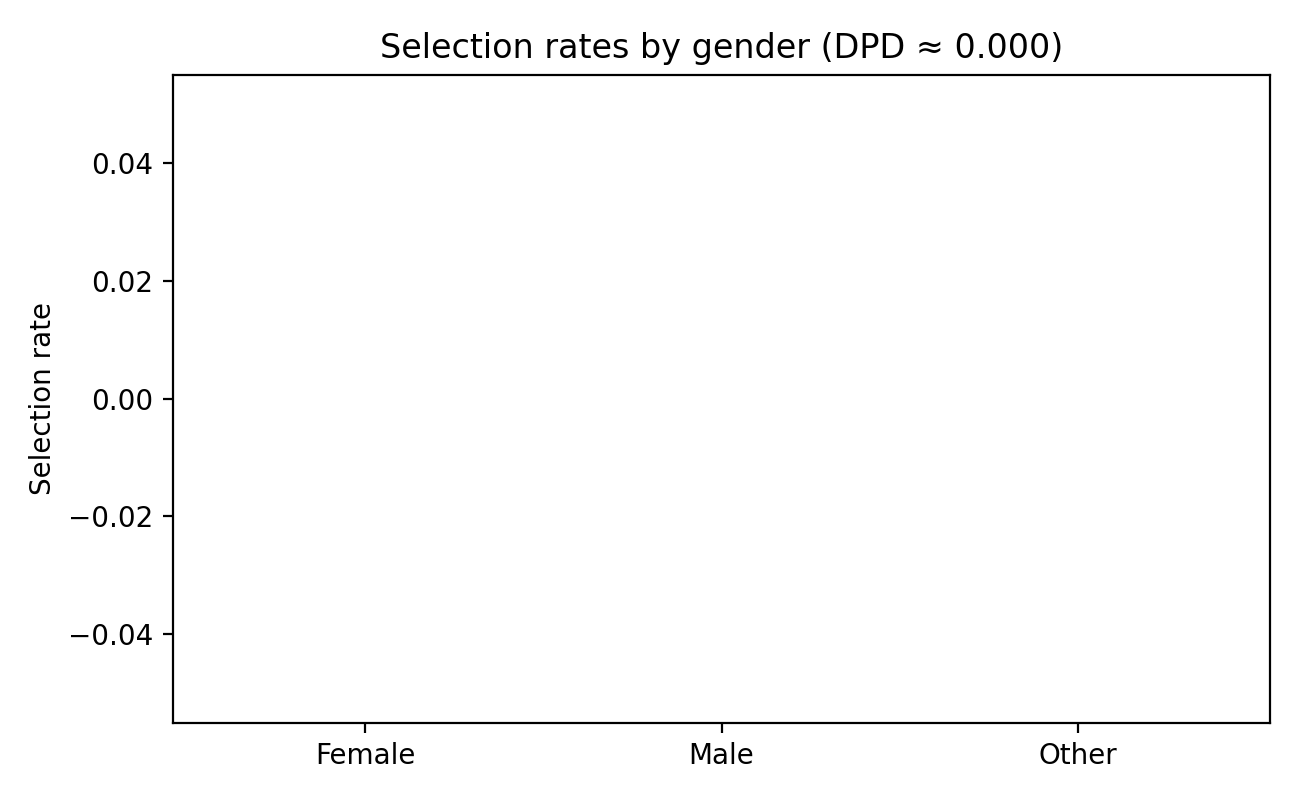 Selection rates by gender (DPD ≈ 0.000)
Selection rate
0.04
0.02
0.00
−0.02
−0.04
Female Male Other